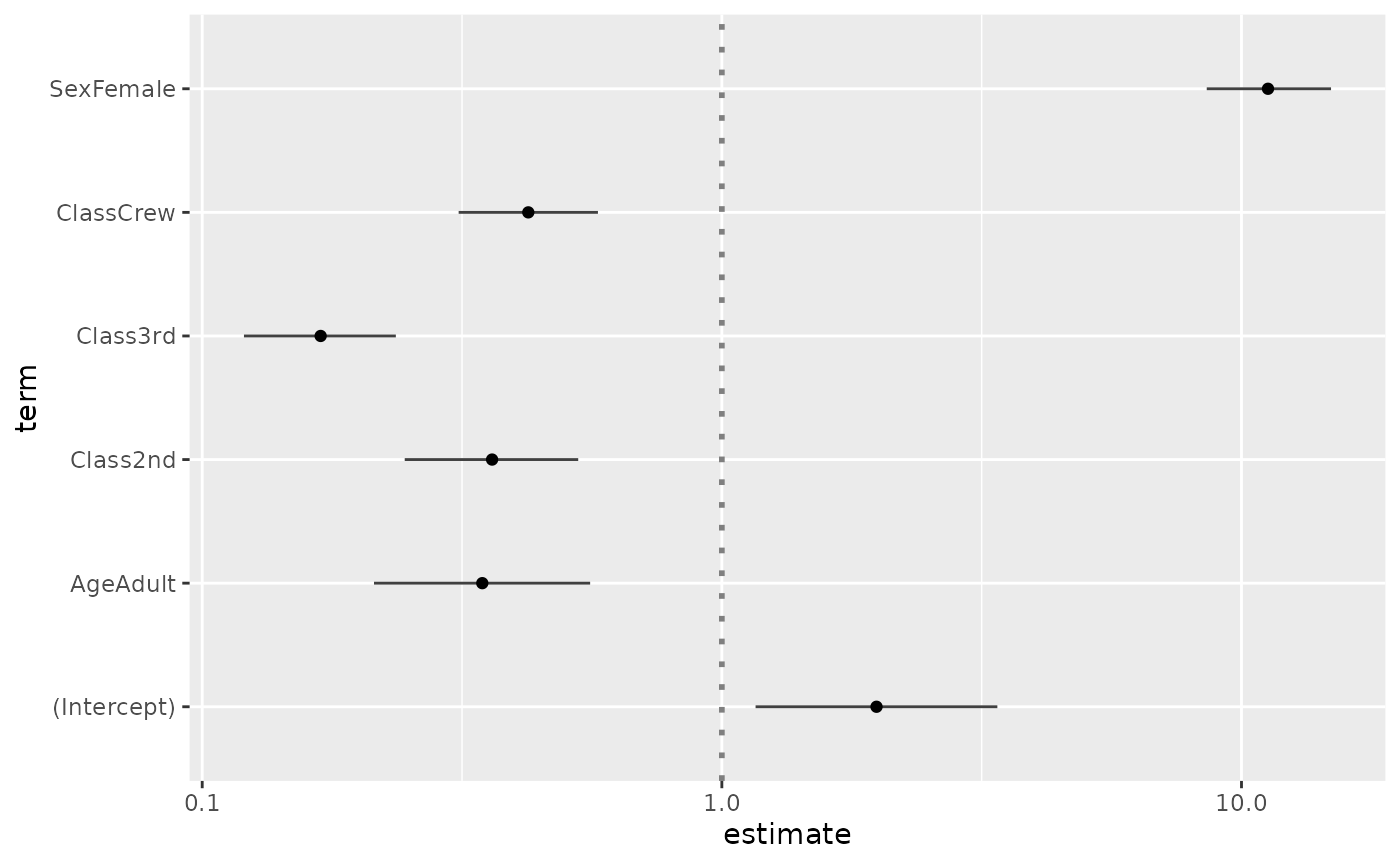 SexFemale
ClassCrew
Class3rd
term
Class2nd
AgeAdult
(Intercept)
0.1
1.0
10.0
estimate